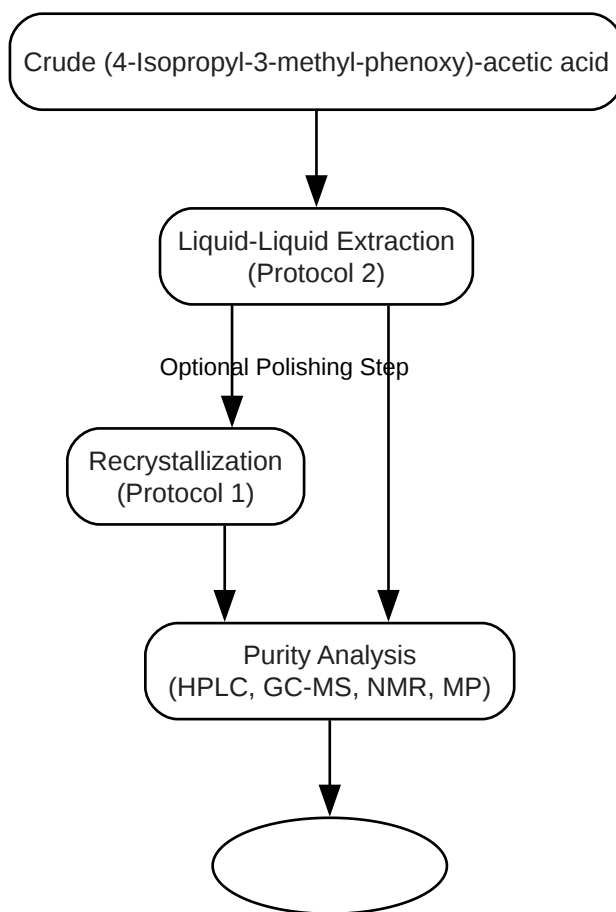 Crude (4-Isopropyl-3-methyl-phenoxy)-acetic acid
Liquid-Liquid Extraction
(Protocol 2)
Optional Polishing Step
Recrystallization
(Protocol 1)
Purity Analysis
(HPLC, GC-MS, NMR, MP)